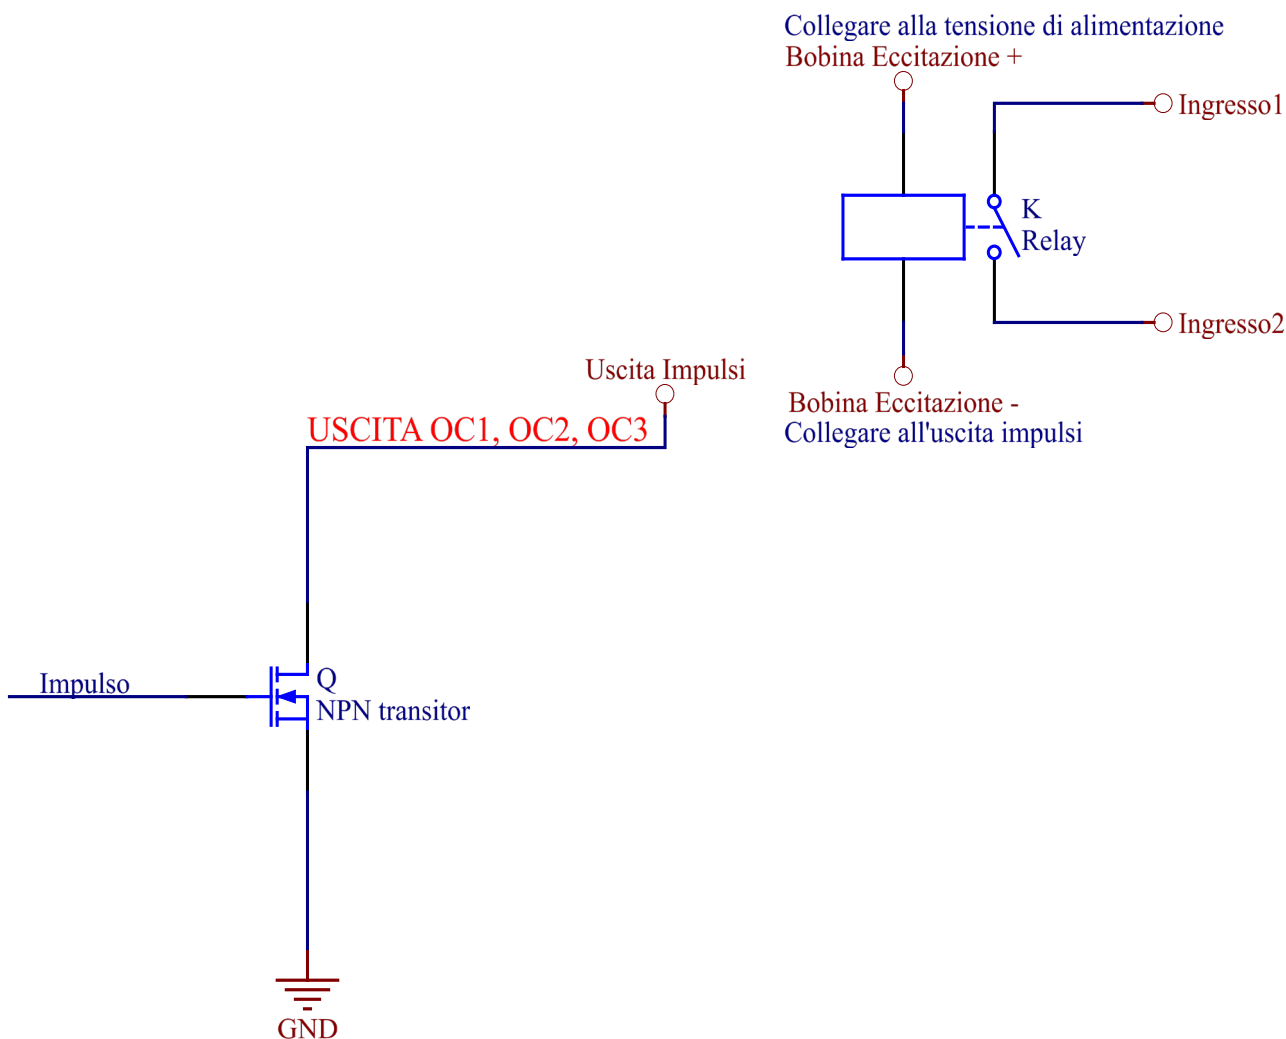 Collegare alla tensione di alimentazione
Bobina Eccitazione +
Ingresso1
K
Relay
Ingresso2
Uscita Impulsi
Bobina Eccitazione -
USCITA OC1, OC2, OC3
Collegare all'uscita impulsi
Impulso
Q
NPN transitor
GND